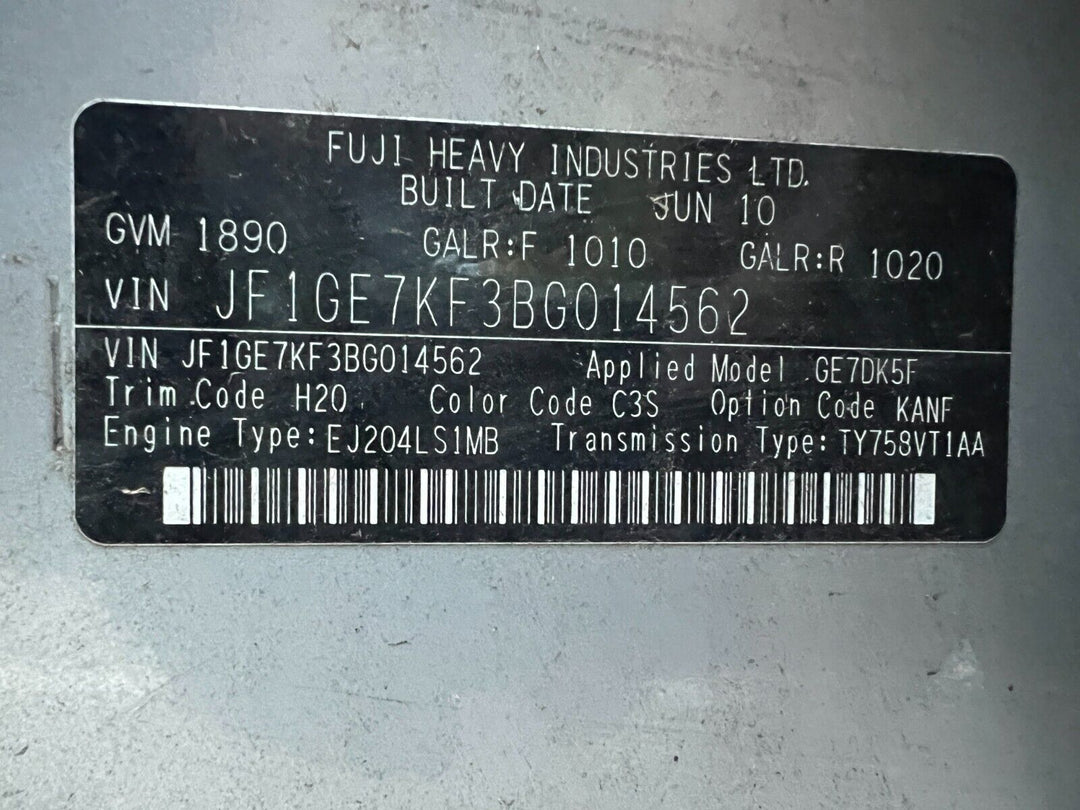 FUJI HEAVY INDUSTRIES LTD.
BUILT DATE JUN 10
GVM 1890 GALR:F 1010 GALR:R 1020
VIN JF1GE7KF3BG014562
VIN JF1GE7KF3BG014562 Applied Model GE7DK5F
Trim Code H20 Color Code C3S Option Code KANF
Engine Type:EJ204LS1MB Transmission Type:TY758VT1AA